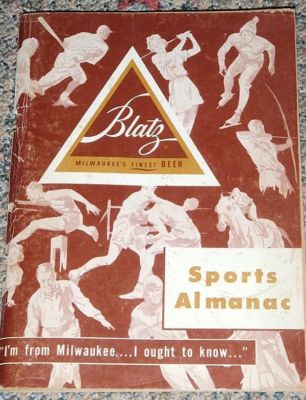 Blatz
MILWAUKEE'S FINEST BEER
Sports
Almanac
"I'm from Milwaukee....I ought to know..."